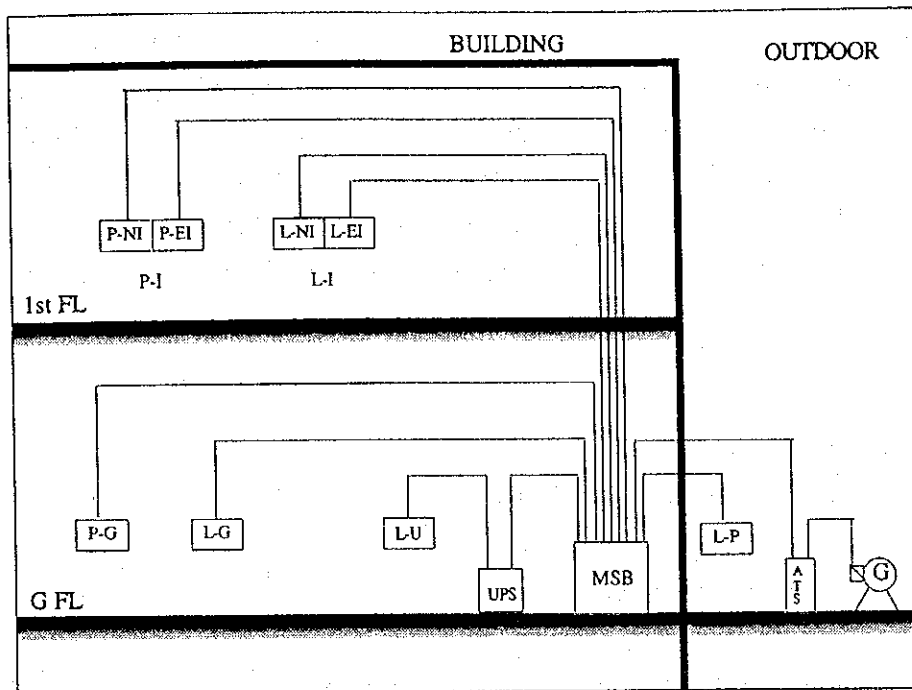 BUILDING
OUTDOOR
P-NI P-EI
L-NI L-EI
P-I
L-I
1st FL
P-G
L-G
L-U
L-P
UPS
MSB
ATS
G
G FL